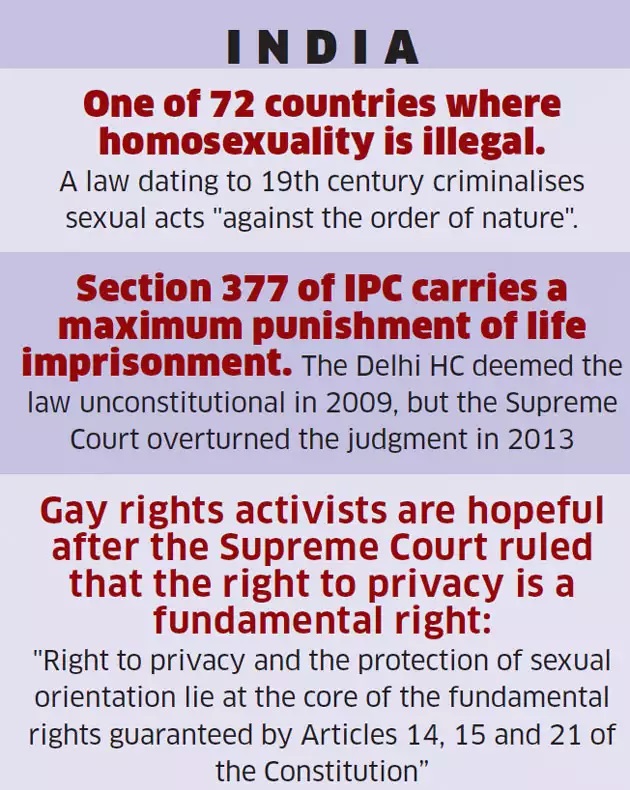 INDIA
One of 72 countries where
homosexuality is illegal.
A law dating to 19th century criminalises
sexual acts "against the order of nature".
Section 377 of IPC carries a
maximum punishment of life
imprisonment. The Delhi HC deemed the
law unconstitutional in 2009, but the Supreme
Court overturned the judgment in 2013
Gay rights activists are hopeful
after the Supreme Court ruled
that the right to privacy is a
fundamental right:
"Right to privacy and the protection of sexual
orientation lie at the core of the fundamental
rights guaranteed by Articles 14, 15 and 21 of
the Constitution”